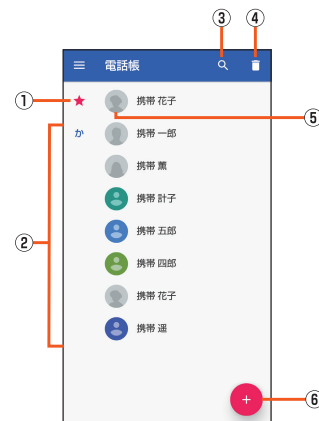 ③ ④
電話帳
① 携帯 花子
⑤
か 携帯 一郎
携帯 薫
携帯 計子
②
携帯 五郎
携帯 四郎
携帯 花子
携帯 遥
⑥